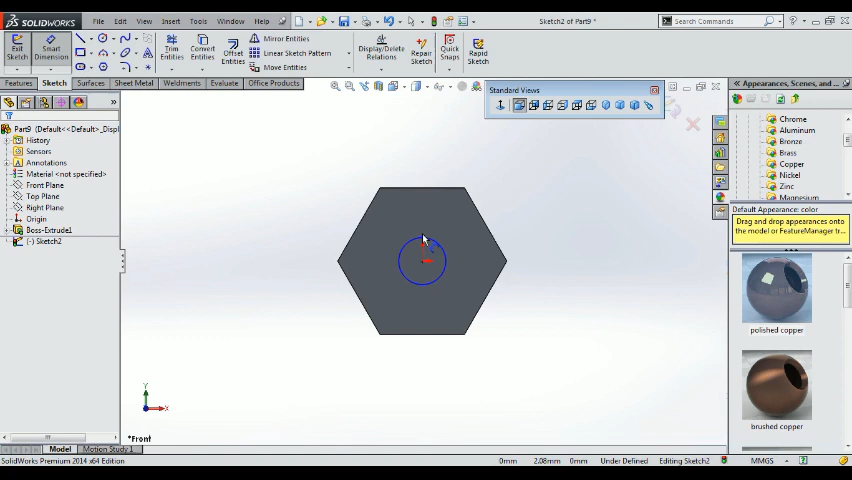 SOLIDWORKS File Edit View Insert Tools Window Help Sketch2 of Part9 * Search Commands
Exit Sketch Smart Dimension Trim Entities Convert Entities Offset Entities Mirror Entities Linear Sketch Pattern Move Entities Display/Delete Relations Repair Sketch Quick Snaps Rapid Sketch
Features Sketch Surfaces Sheet Metal Weldments Evaluate Office Products
Standard Views
Appearances, Scenes, and...
Part9 (Default<<Default>_Displ
History
Sensors
Annotations
Material <not specified>
Front Plane
Top Plane
Right Plane
Origin
Boss-Extrude1
(-) Sketch2
Chrome
Aluminum
Bronze
Brass
Copper
Nickel
Zinc
Magnesium
Default Appearance: color
Drag and drop appearances onto
the model or FeatureManager tr...
polished copper
brushed copper
Y
X
*Front
Model Motion Study 1
SolidWorks Premium 2014 x64 Edition 0mm 2.08mm 0mm Under Defined Editing Sketch2 MMGS